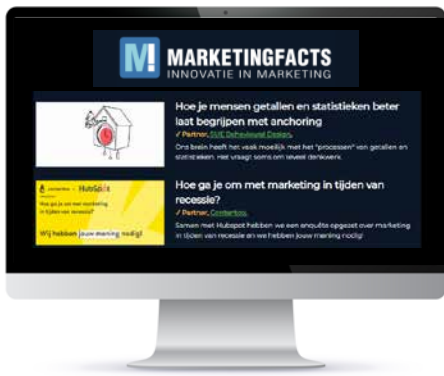 M!
MARKETINGFACTS
INNOVATIE IN MARKETING
Hoe je mensen getallen en statistieken beter
laat begrijpen met anchoring
✓ Partner, SUE Behavioural Design,
Ons brein heeft het vaak moeilijk met het "processen" van getallen en
statistieken. Het vraagt soms om teveel denkwerk.
Hoe ga je om met marketing in tijden van
recessie?
✓ Partner, Contentoo,
Samen met Hubspot hebben we een enquête opgezet over marketing
in tijden van recessie en we hebben jouw mening nodig!
contentoo HubSpot
Hoe ga je om met marketing
in tijden van recessie?
Wij hebben jouw mening nodig!